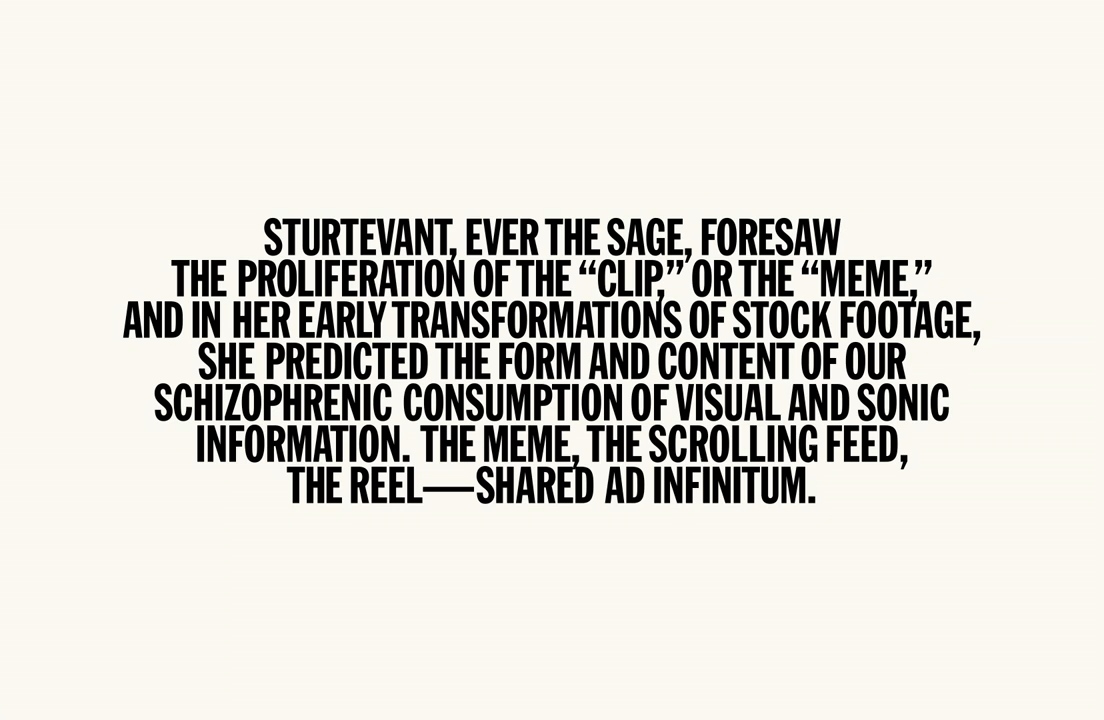 STURTEVANT, EVER THE SAGE, FORESAW
THE PROLIFERATION OF THE “CLIP,” OR THE “MEME,”
AND IN HER EARLY TRANSFORMATIONS OF STOCK FOOTAGE,
SHE PREDICTED THE FORM AND CONTENT OF OUR
SCHIZOPHRENIC CONSUMPTION OF VISUAL AND SONIC
INFORMATION. THE MEME, THE SCROLLING FEED,
THE REEL—SHARED AD INFINITUM.